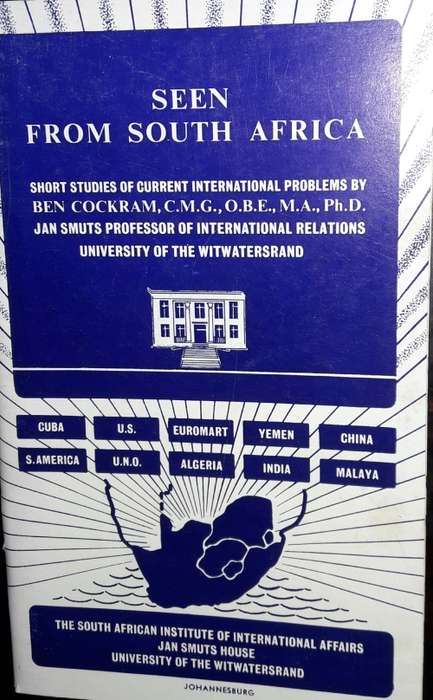 SEEN
FROM SOUTH AFRICA
SHORT STUDIES OF CURRENT INTERNATIONAL PROBLEMS BY
BEN COCKRAM, C.M.G., O.B.E., M.A., Ph.D.
JAN SMUTS PROFESSOR OF INTERNATIONAL RELATIONS
UNIVERSITY OF THE WITWATERSRAND
CUBA U.S. EUROMART YEMEN CHINA
S.AMERICA U.N.O. ALGERIA INDIA MALAYA
THE SOUTH AFRICAN INSTITUTE OF INTERNATIONAL AFFAIRS
JAN SMUTS HOUSE
UNIVERSITY OF THE WITWATERSRAND
JOHANNESBURG